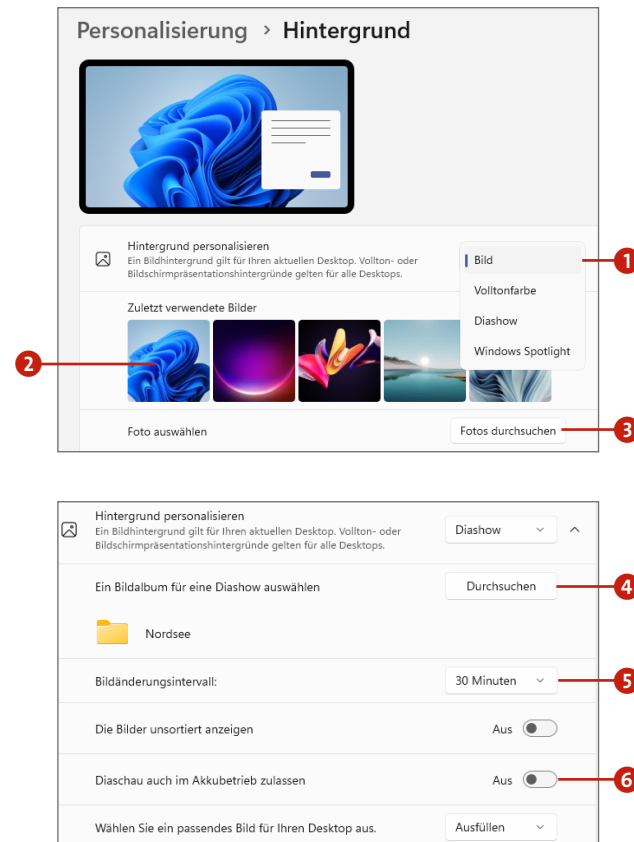 Personalisierung > Hintergrund
Hintergrund personalisieren
Ein Bildhintergrund gilt für Ihren aktuellen Desktop. Vollton- oder
Bildschirmpräsentationshintergründe gelten für alle Desktops.
Bild
1
Volltonfarbe
Diashow
Windows Spotlight
Zuletzt verwendete Bilder
2
Foto auswählen
Fotos durchsuchen
3
Hintergrund personalisieren
Ein Bildhintergrund gilt für Ihren aktuellen Desktop. Vollton- oder
Bildschirmpräsentationshintergründe gelten für alle Desktops.
Diashow
Ein Bildalbum für eine Diashow auswählen
Durchsuchen
4
Nordsee
Bildänderungsintervall:
30 Minuten
5
Die Bilder unsortiert anzeigen
Aus
Diaschau auch im Akkubetrieb zulassen
Aus
6
Wählen Sie ein passendes Bild für Ihren Desktop aus.
Ausfüllen